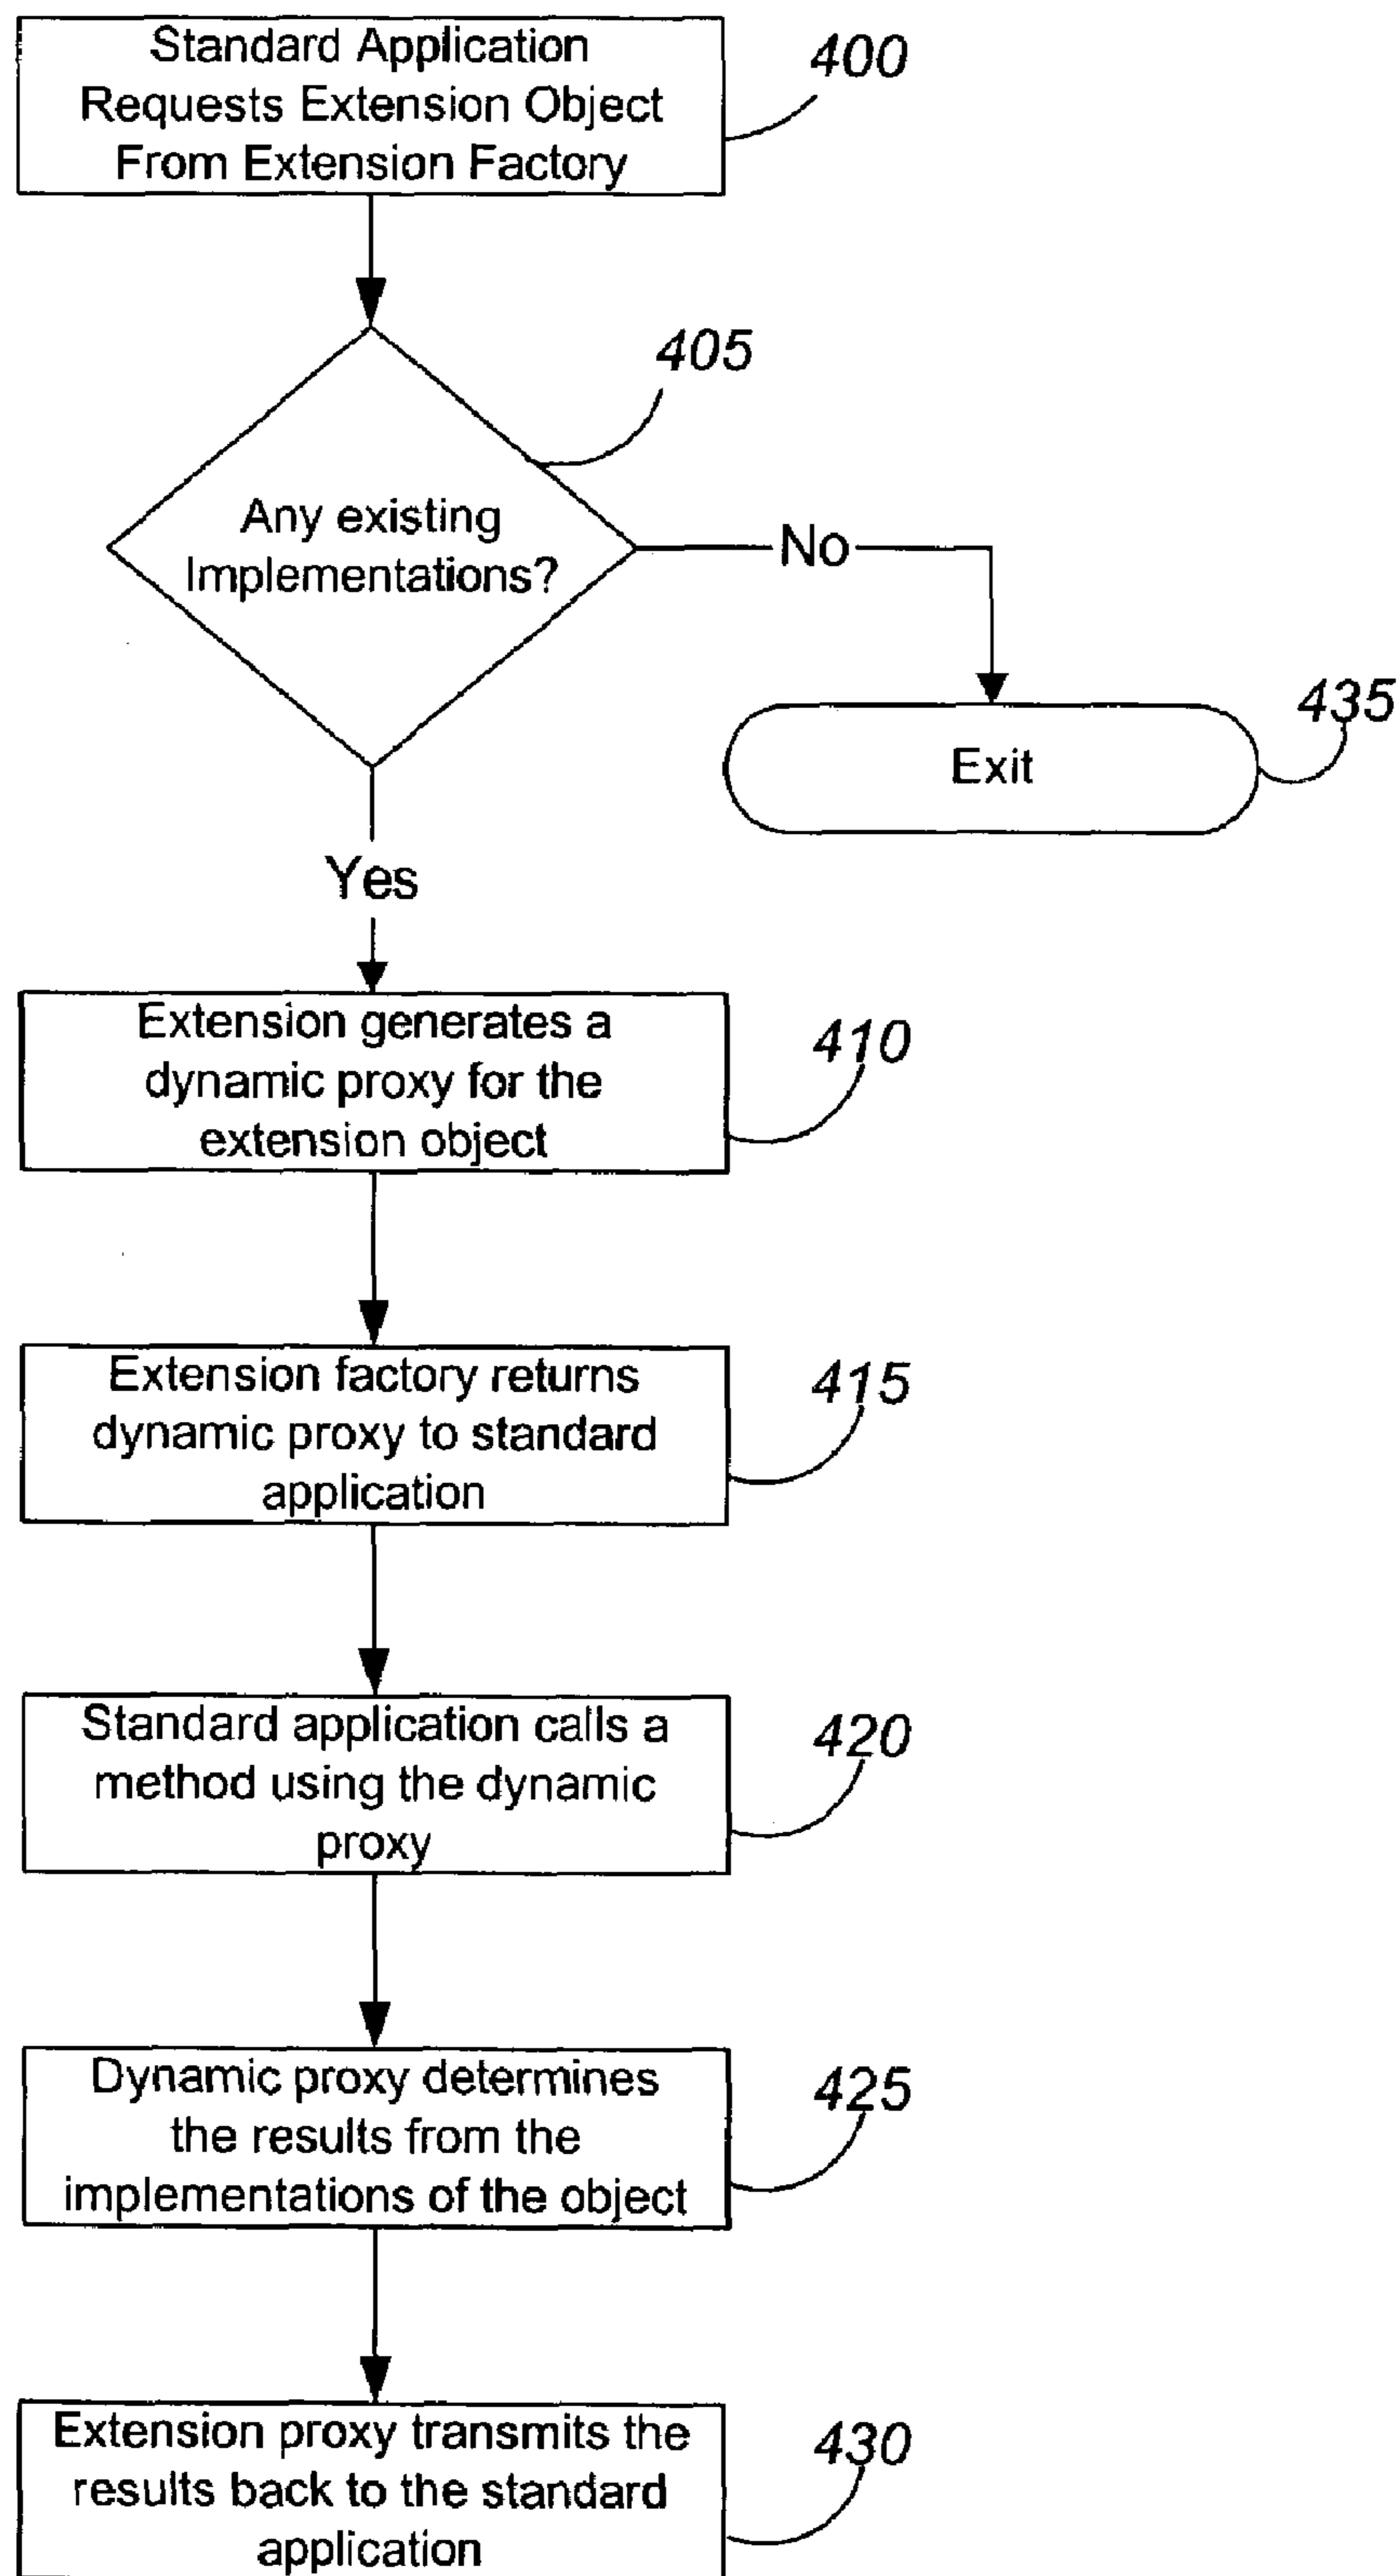 Standard Application
Requests Extension Object
From Extension Factory
400
405
Any existing
Implementations?
No
435
Exit
Yes
Extension generates a
dynamic proxy for the
extension object
410
Extension factory returns
dynamic proxy to standard
application
415
Standard application calls a
method using the dynamic
proxy
420
Dynamic proxy determines
the results from the
implementations of the object
425
Extension proxy transmits the
results back to the standard
application
430